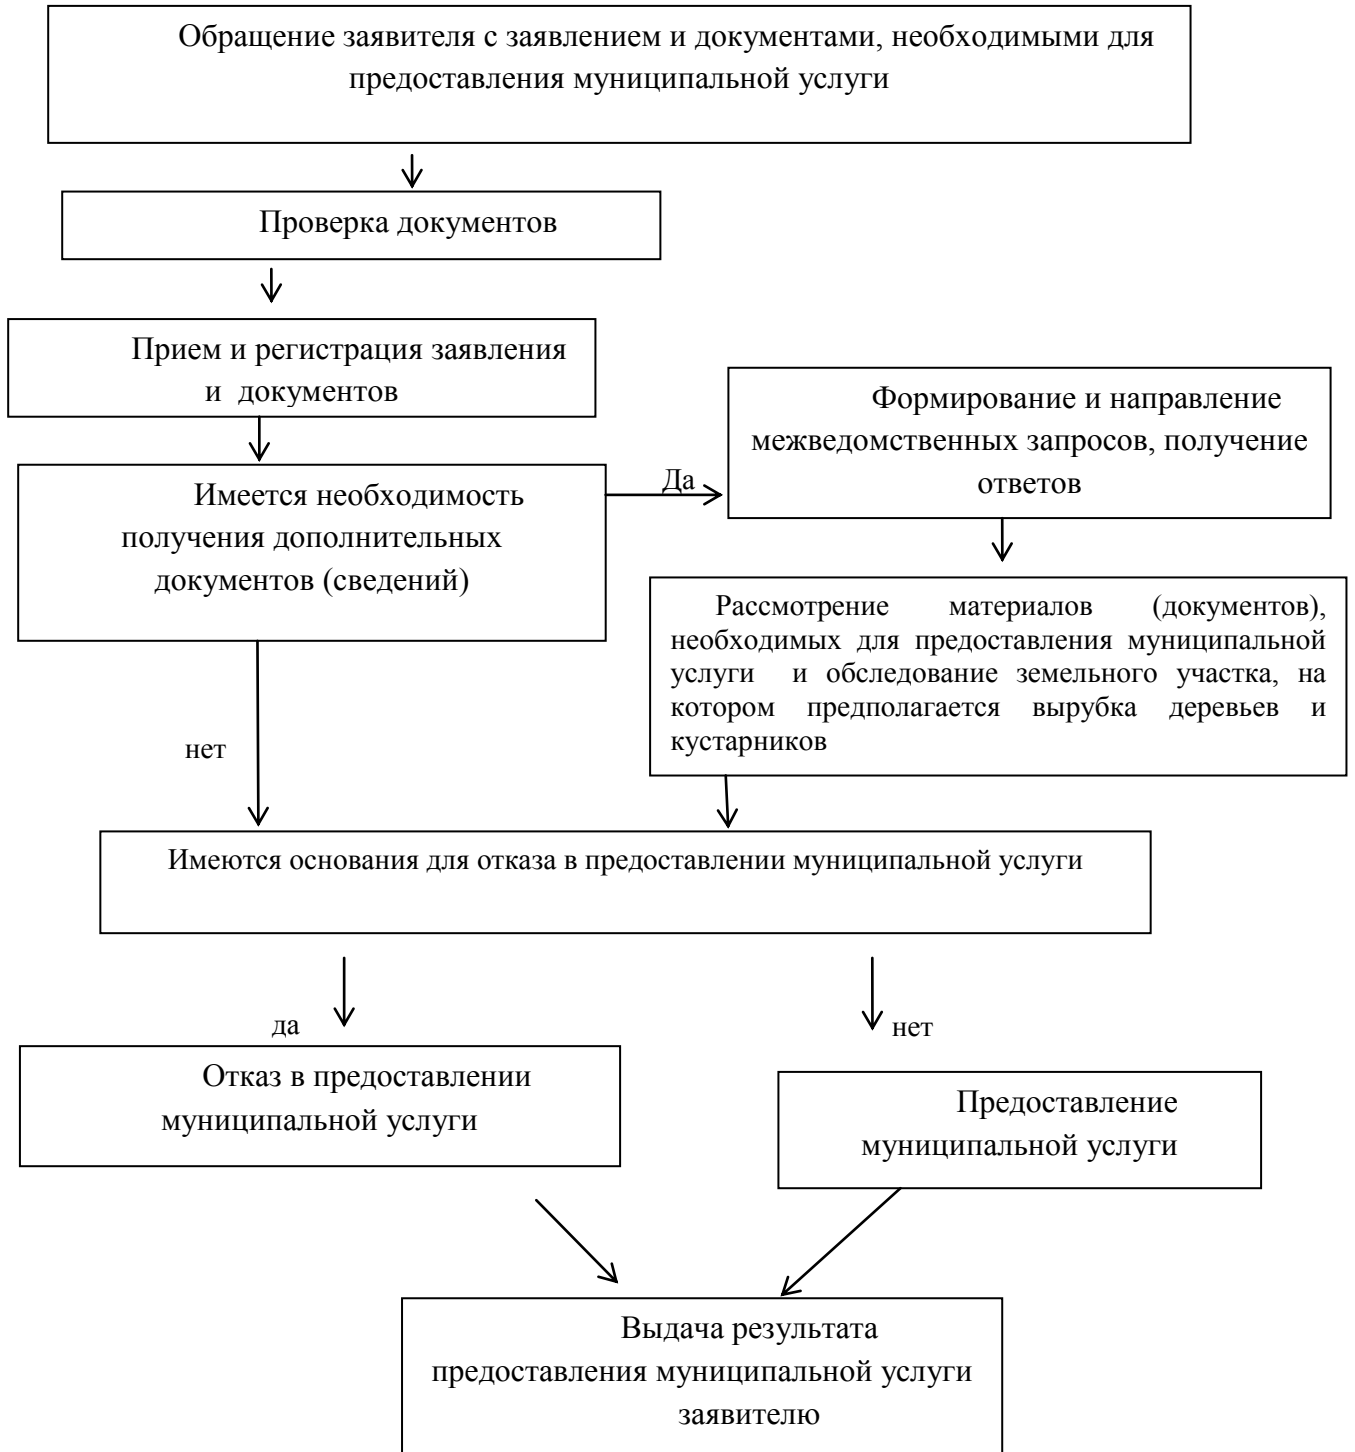 Обращение заявителя с заявлением и документами, необходимыми для
предоставления муниципальной услуги
Проверка документов
Прием и регистрация заявления
и документов
Формирование и направление
межведомственных запросов, получение
ответов
Да
Имеется необходимость
получения дополнительных
документов (сведений)
Рассмотрение материалов (документов),
необходимых для предоставления муниципальной
услуги и обследование земельного участка, на
котором предполагается вырубка деревьев и
кустарников
нет
Имеются основания для отказа в предоставлении муниципальной услуги
да
нет
Отказ в предоставлении
муниципальной услуги
Предоставление
муниципальной услуги
Выдача результата
предоставления муниципальной услуги
заявителю